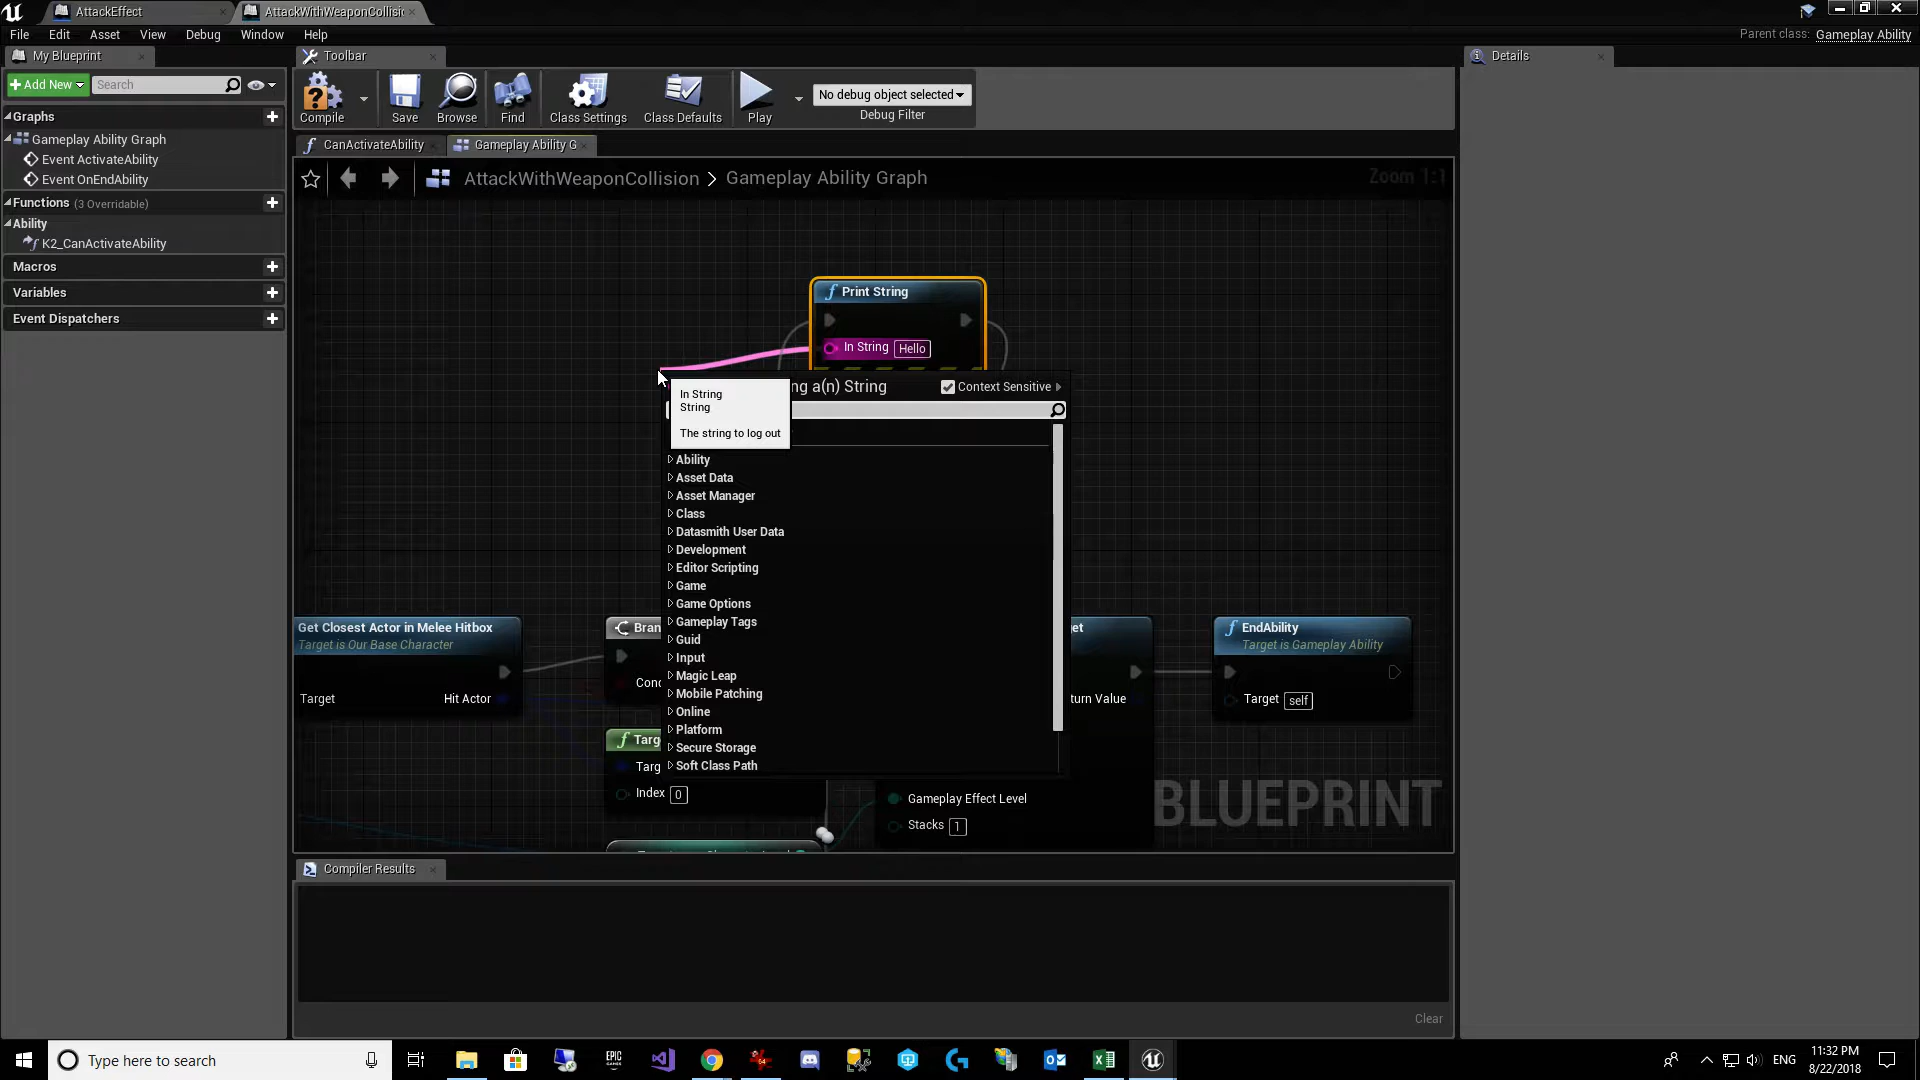 AttackEffect
AttackWithWeaponCollisio
File Edit Asset View Debug Window Help
Parent class: Gameplay Ability
My Blueprint
Toolbar
Details
Add New
Search
Compile
Save
Browse
Find
Class Settings
Class Defaults
Play
No debug object selected
Debug Filter
Graphs
Gameplay Ability Graph
Event ActivateAbility
Event OnEndAbility
Functions (3 Overridable)
Ability
K2_CanActivateAbility
Macros
Variables
Event Dispatchers
CanActivateAbility
Gameplay Ability G
AttackWithWeaponCollision > Gameplay Ability Graph
Zoom 1:1
Print String
In String Hello
ng a(n) String
Context Sensitive
In String
String
The string to log out
Ability
Asset Data
Asset Manager
Class
Datasmith User Data
Development
Editor Scripting
Game
Game Options
Gameplay Tags
Guid
Input
Magic Leap
Mobile Patching
Online
Platform
Secure Storage
Soft Class Path
Get Closest Actor in Melee Hitbox
Target is Our Base Character
Target
Hit Actor
Bran
Cond
Targ
Targ
Index 0
get
turn Value
Gameplay Effect Level
Stacks 1
EndAbility
Target is Gameplay Ability
Target self
BLUEPRINT
Compiler Results
Clear
Type here to search
EPIC
64
ENG
11:32 PM
8/22/2018